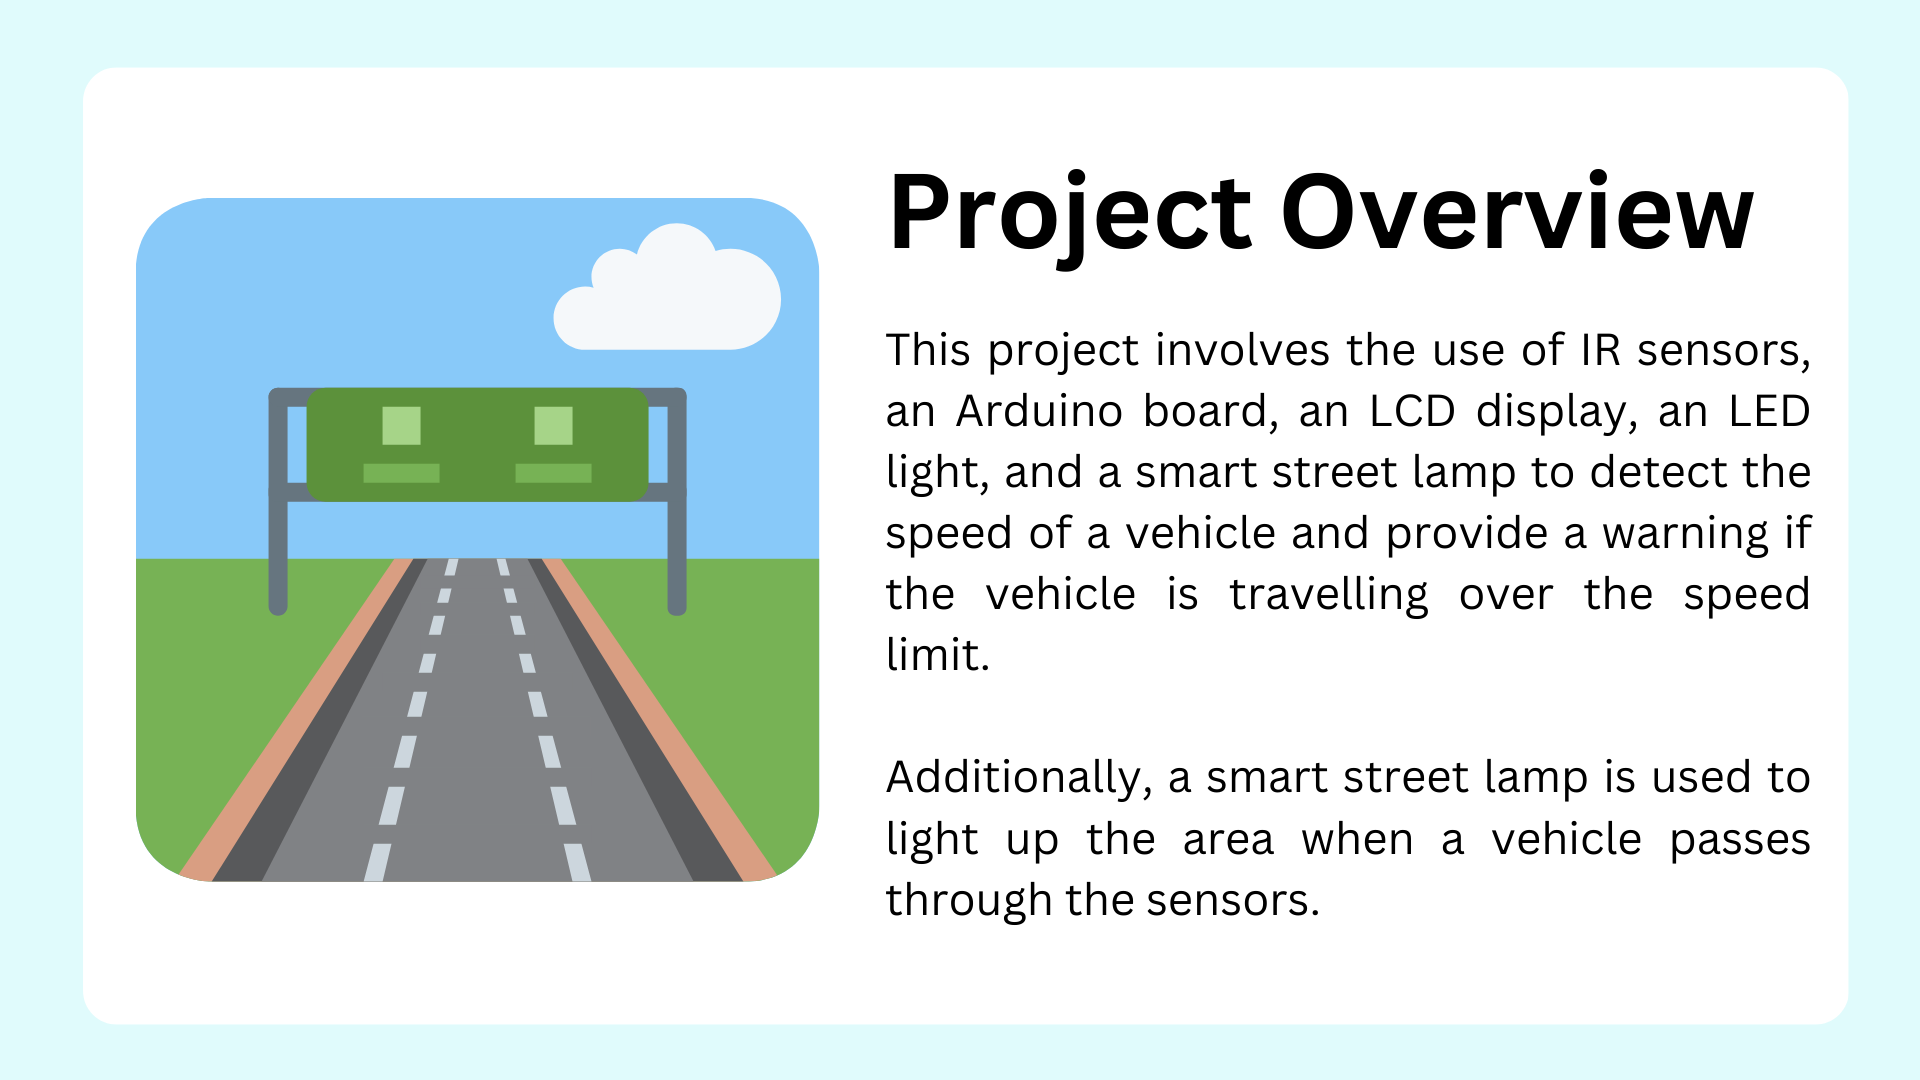 Project Overview
This project involves the use of IR sensors,
an Arduino board, an LCD display, an LED
light, and a smart street lamp to detect the
speed of a vehicle and provide a warning if
the vehicle is travelling over the speed
limit.
Additionally, a smart street lamp is used to
light up the area when a vehicle passes
through the sensors.